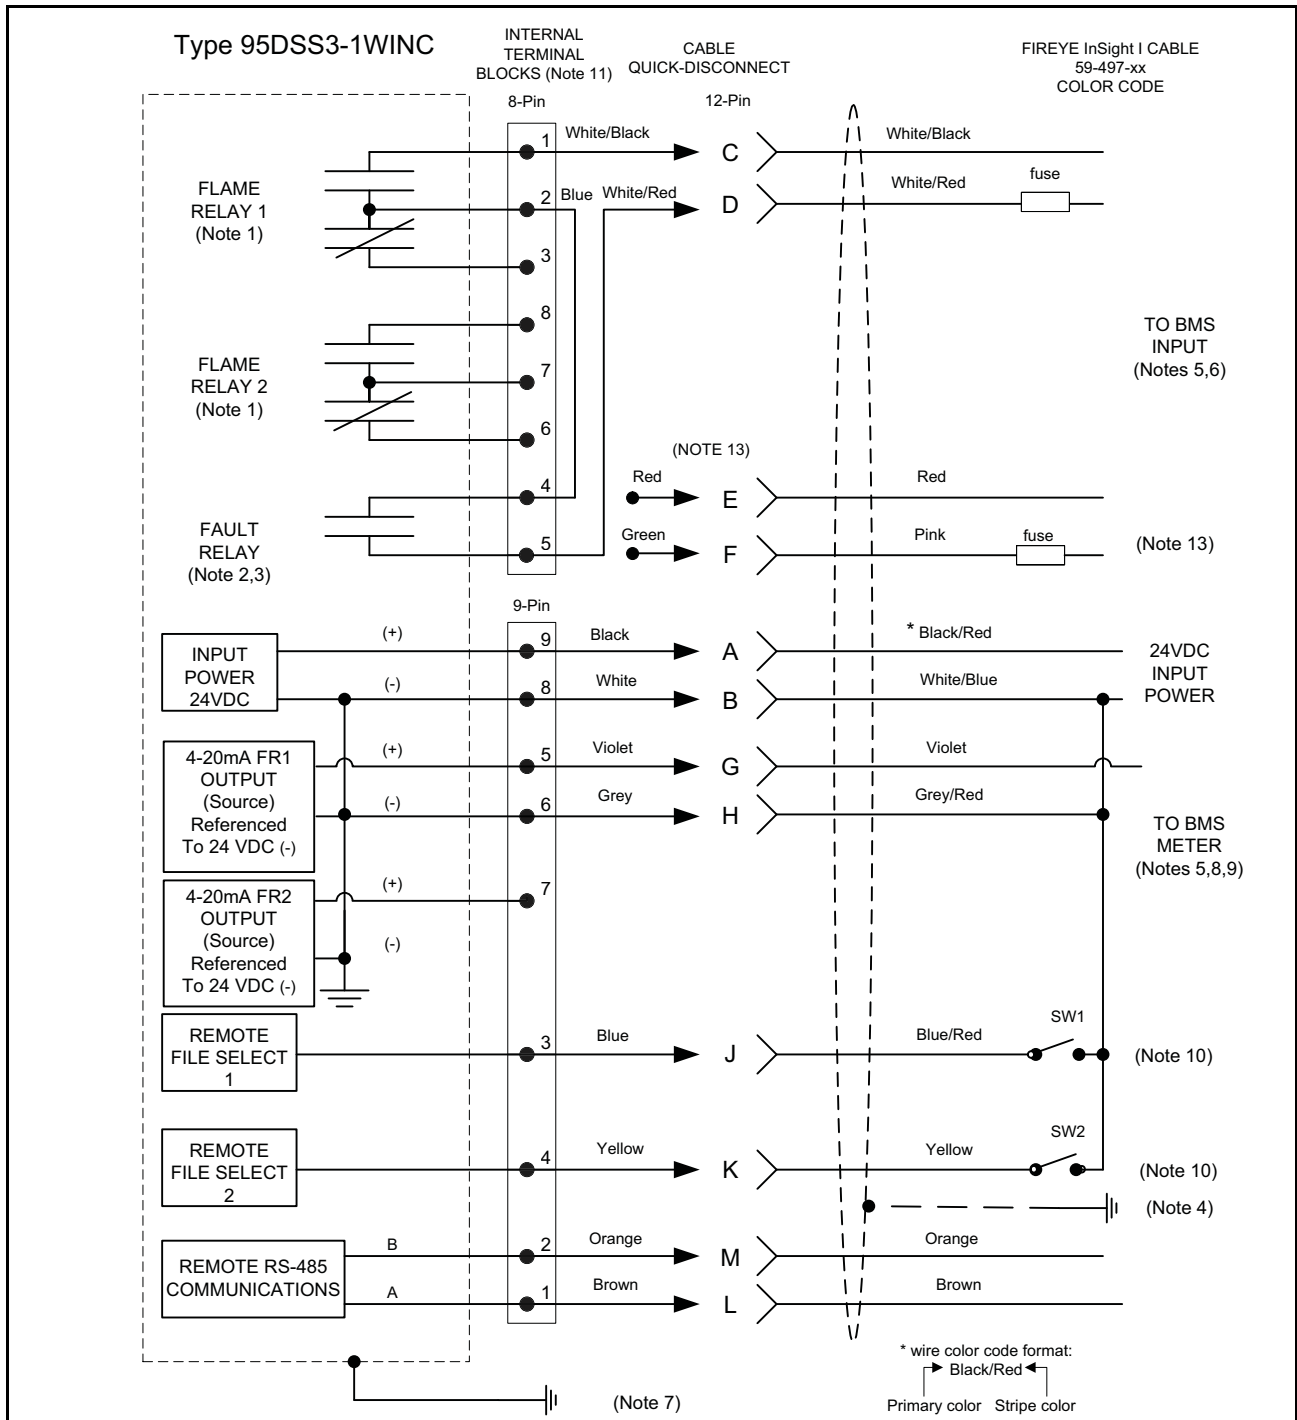 Type 95DSS3-1WINC
INTERNAL
TERMINAL
BLOCKS (Note 11)
CABLE
QUICK-DISCONNECT
FIREYE InSight I CABLE
59-497-xx
COLOR CODE
8-Pin
12-Pin
FLAME
RELAY 1
(Note 1)
1
White/Black
C
White/Black
2
Blue
White/Red
D
White/Red
fuse
3
FLAME
RELAY 2
(Note 1)
8
7
6
TO BMS
INPUT
(Notes 5,6)
(NOTE 13)
4
Red
E
Red
FAULT
RELAY
(Note 2,3)
5
Green
F
Pink
fuse
(Note 13)
9-Pin
INPUT
POWER
24VDC
(+)
9
Black
A
* Black/Red
(-)
8
White
B
White/Blue
24VDC
INPUT
POWER
4-20mA FR1
OUTPUT
(Source)
Referenced
To 24 VDC (-)
(+)
5
Violet
G
Violet
(-)
6
Grey
H
Grey/Red
TO BMS
METER
(Notes 5,8,9)
4-20mA FR2
OUTPUT
(Source)
Referenced
To 24 VDC (-)
(+)
7
(-)
REMOTE
FILE SELECT
1
3
Blue
J
Blue/Red
SW1
(Note 10)
REMOTE
FILE SELECT
2
4
Yellow
K
Yellow
SW2
(Note 10)
(Note 4)
REMOTE RS-485
COMMUNICATIONS
B
2
Orange
M
Orange
A
1
Brown
L
Brown
* wire color code format:
Black/Red
Primary color
Stripe color
(Note 7)